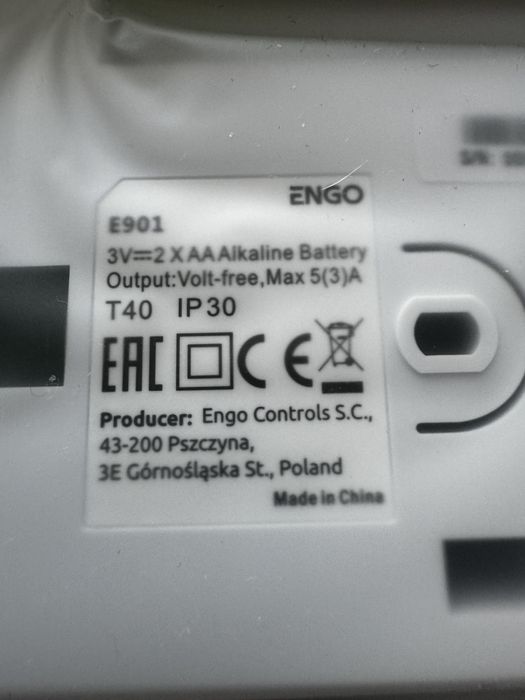 ENGO
E901
3V⎓2 X AA Alkaline Battery
Output:Volt-free,Max 5(3)A
T40 IP30
EAC CE
Producer: Engo Controls S.C.,
43-200 Pszczyna,
3E Górnośląska St., Poland
Made in China
S/N: